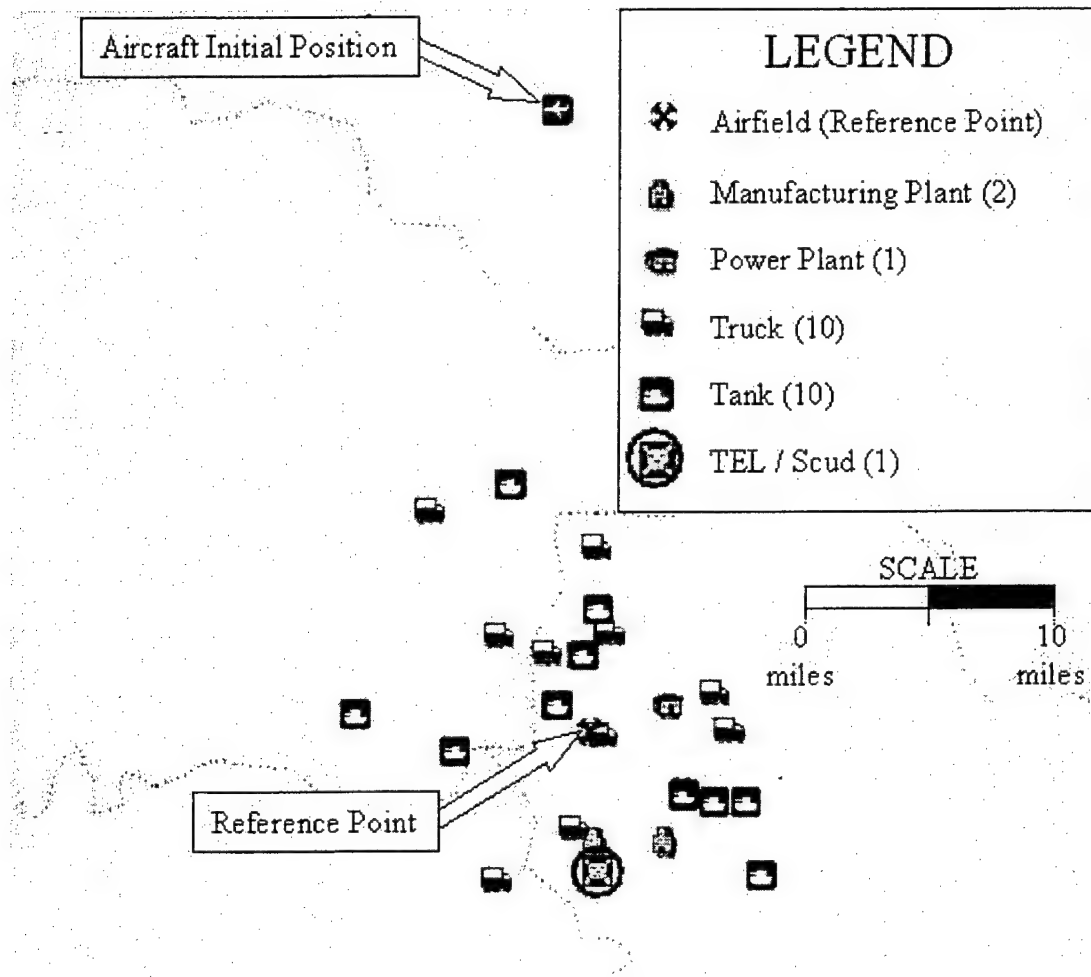 Aircraft Initial Position
LEGEND
Airfield (Reference Point)
Manufacturing Plant (2)
Power Plant (1)
Truck (10)
Tank (10)
TEL / Scud (1)
SCALE
0 10
miles miles
Reference Point